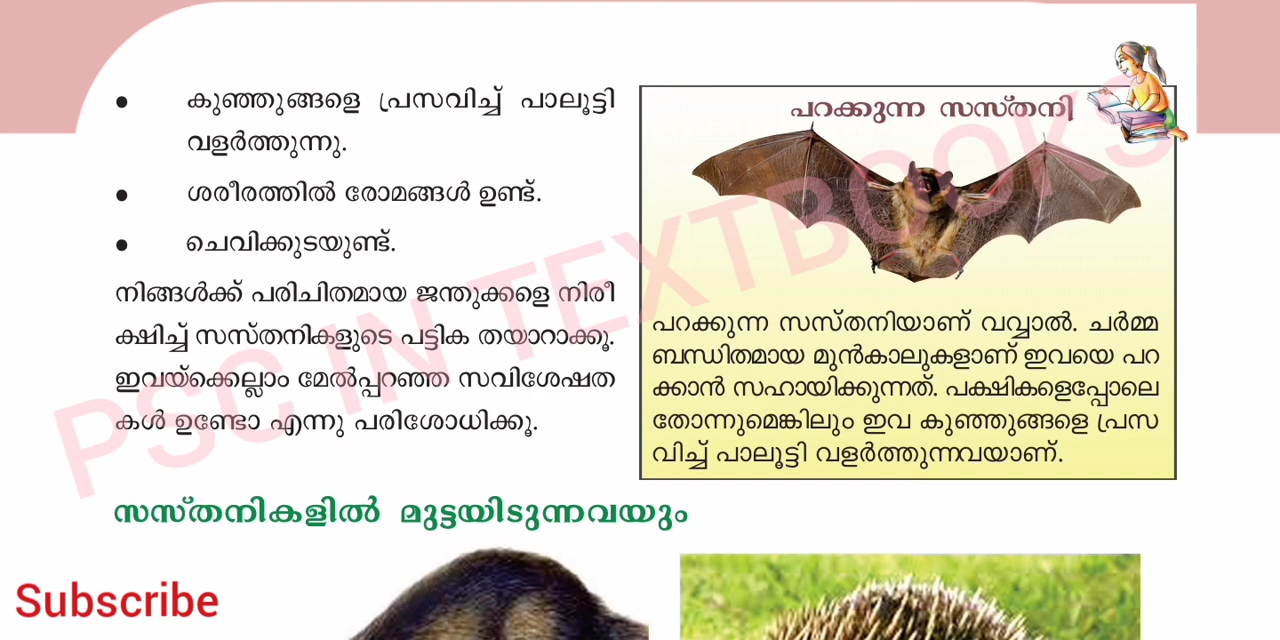 • കുഞ്ഞുങ്ങളെ പ്രസവിച്ച് പാലൂട്ടി
വളർത്തുന്നു.
• ശരീരത്തിൽ രോമങ്ങൾ ഉണ്ട്.
• ചെവിക്കുടയുണ്ട്.
നിങ്ങൾക്ക് പരിചിതമായ ജന്തുക്കളെ നിരീ
ക്ഷിച്ച് സസ്തനികളുടെ പട്ടിക തയാറാക്കൂ.
ഇവയ്ക്കെല്ലാം മേൽപ്പറഞ്ഞ സവിശേഷത
കൾ ഉണ്ടോ എന്നു പരിശോധിക്കൂ.
പറക്കുന്ന സസ്തനി
പറക്കുന്ന സസ്തനിയാണ് വവ്വാൽ. ചർമ്മ
ബന്ധിതമായ മുൻകാലുകളാണ് ഇവയെ പറ
ക്കാൻ സഹായിക്കുന്നത്. പക്ഷികളെപ്പോലെ
തോന്നുമെങ്കിലും ഇവ കുഞ്ഞുങ്ങളെ പ്രസ
വിച്ച് പാലൂട്ടി വളർത്തുന്നവയാണ്.
സസ്തനികളിൽ മുട്ടയിടുന്നവയും
PSC IN TEXTBOOKS
Subscribe